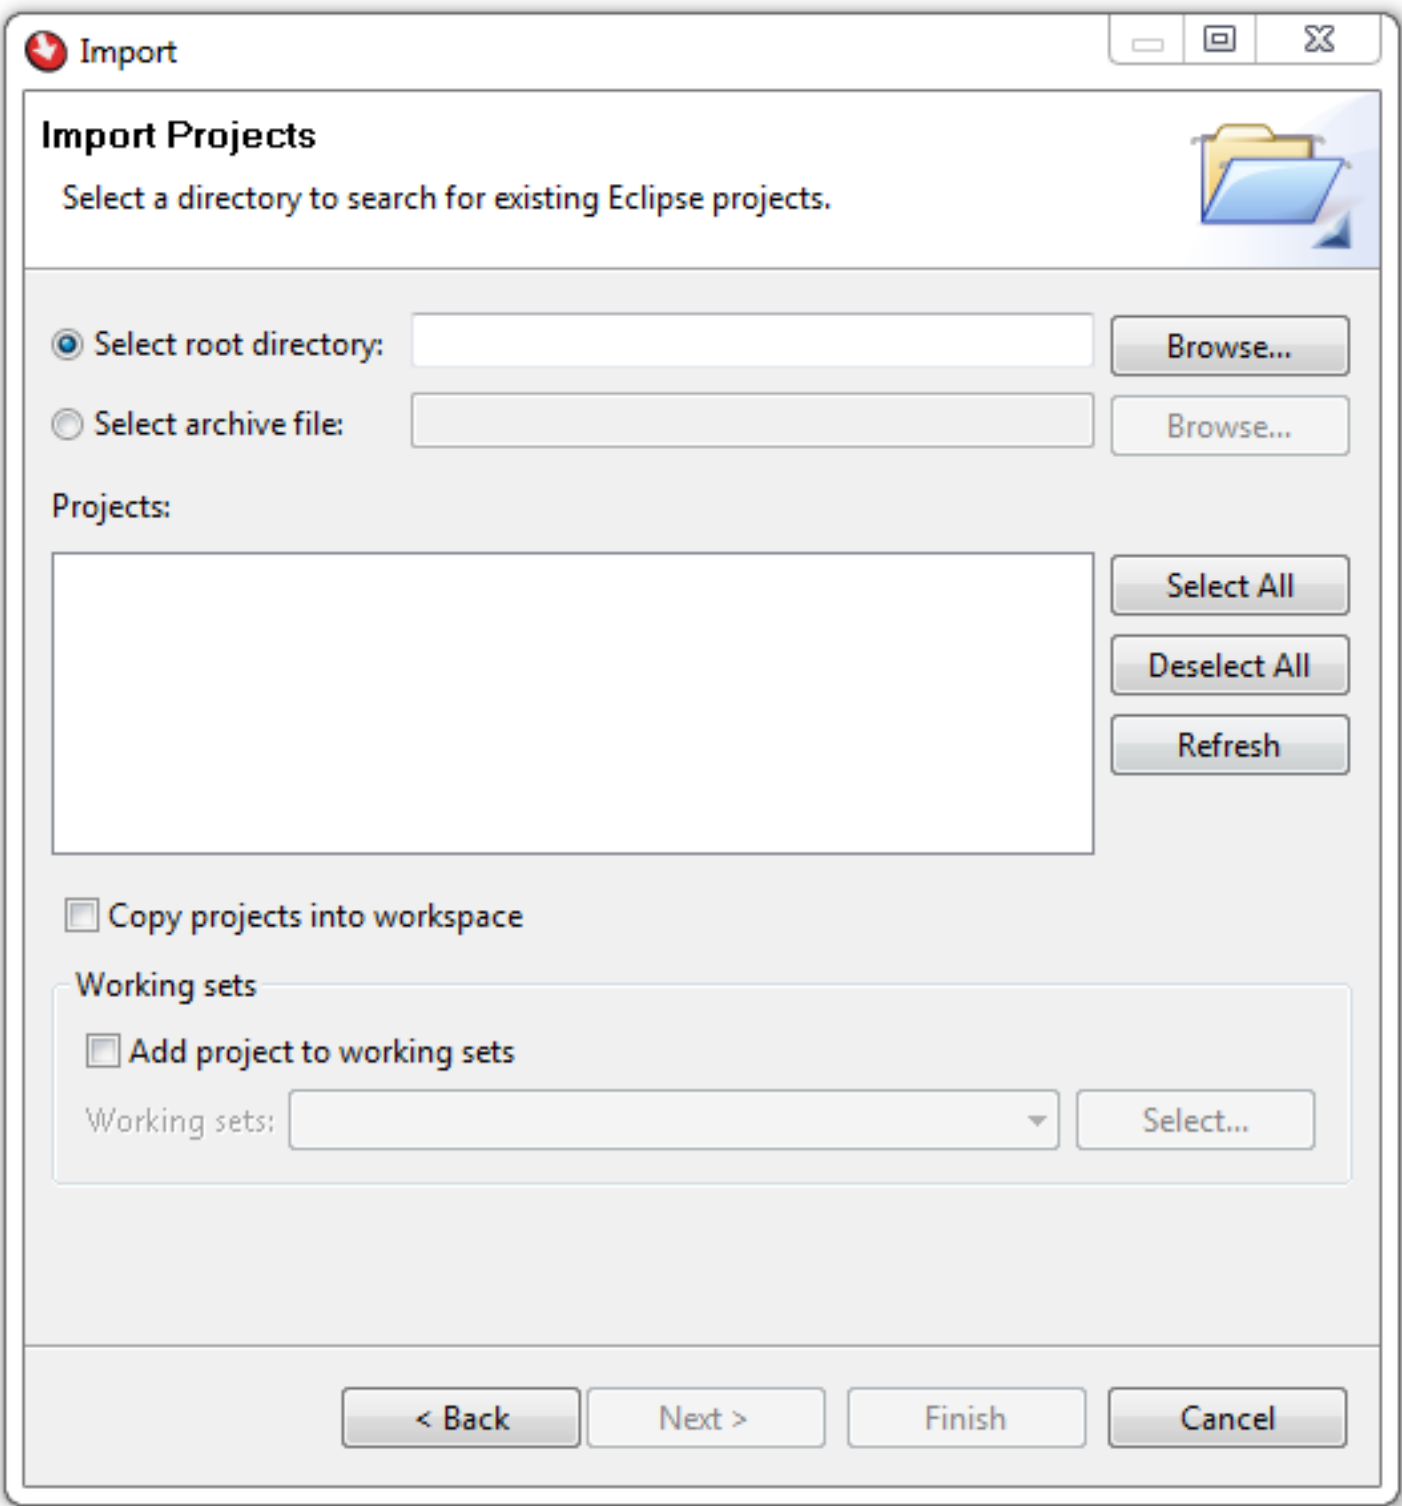 Import
Import Projects
Select a directory to search for existing Eclipse projects.
Select root directory:
Browse...
Select archive file:
Browse...
Projects:
Select All
Deselect All
Refresh
Copy projects into workspace
Working sets
Add project to working sets
Working sets:
Select...
< Back
Next >
Finish
Cancel